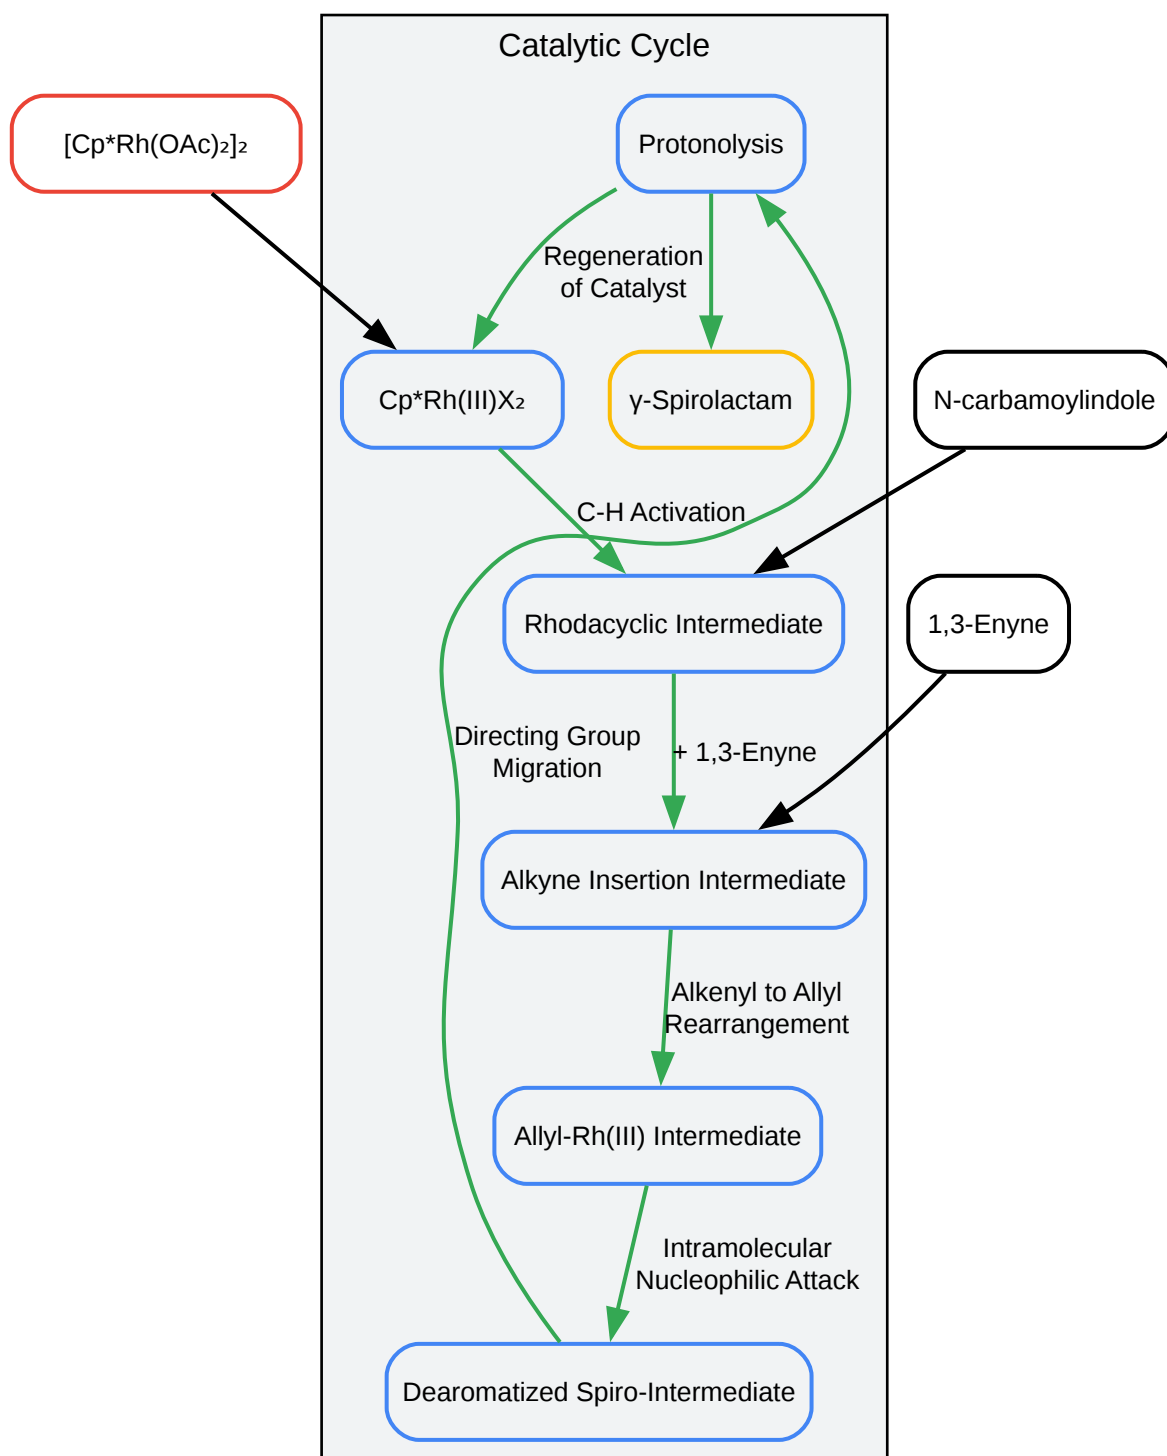 Catalytic Cycle
[Cp*Rh(OAc)₂]₂
Protonolysis
Regeneration
of Catalyst
Cp*Rh(III)X₂
γ-Spirolactam
N-carbamoylindole
C-H Activation
Rhodacyclic Intermediate
1,3-Enyne
Directing Group
Migration
+ 1,3-Enyne
Alkyne Insertion Intermediate
Alkenyl to Allyl
Rearrangement
Allyl-Rh(III) Intermediate
Intramolecular
Nucleophilic Attack
Dearomatized Spiro-Intermediate